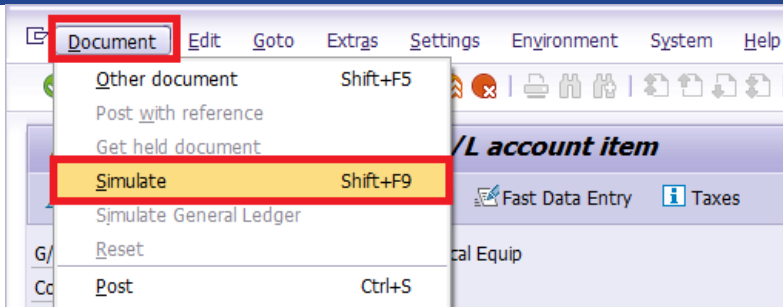 Document Edit Goto Extras Settings Environment System Help
Other document Shift+F5
Post with reference
Get held document
/L account item
Simulate Shift+F9
Fast Data Entry Taxes
Simulate General Ledger
Reset
G/
cal Equip
Post Ctrl+S
Co